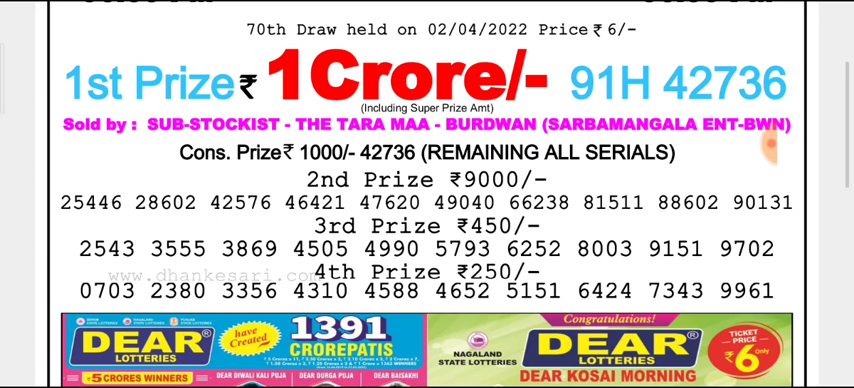 70th Draw held on 02/04/2022 Price ₹ 6/-
1st Prize ₹ 1Crore/- 91H 42736
(Including Super Prize Amt)
Sold by : SUB-STOCKIST - THE TARA MAA - BURDWAN (SARBAMANGALA ENT-BWN)
Cons. Prize₹ 1000/- 42736 (REMAINING ALL SERIALS)
2nd Prize ₹9000/-
25446 28602 42576 46421 47620 49040 66238 81511 88602 90131
3rd Prize ₹450/-
2543 3555 3869 4505 4990 5793 6252 8003 9151 9702
www.dhankesari.com
4th Prize ₹250/-
0703 2380 3356 4310 4588 4652 5151 6424 7343 9961
DEAR®
LOTTERIES
have
Created
1391
CROREPATIS
₹5 CRORES WINNERS
DEAR DIWALI KALI PUJA
DEAR DURGA PUJA
DEAR BAISAKHI
Congratulations!
NAGALAND
STATE LOTTERIES
DEAR®
LOTTERIES
DEAR KOSAI MORNING
TICKET
PRICE
₹6 Only